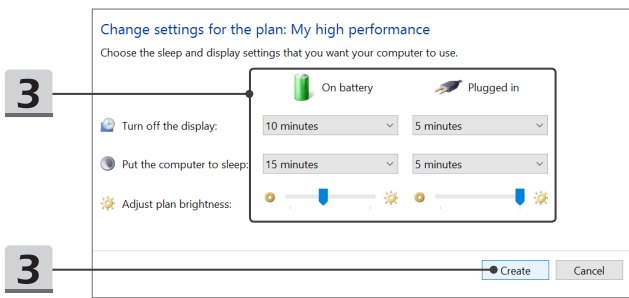 Change settings for the plan: My high performance
Choose the sleep and display settings that you want your computer to use.
3
On battery
Plugged in
Turn off the display:
10 minutes
5 minutes
Put the computer to sleep:
15 minutes
5 minutes
Adjust plan brightness:
3
Create
Cancel